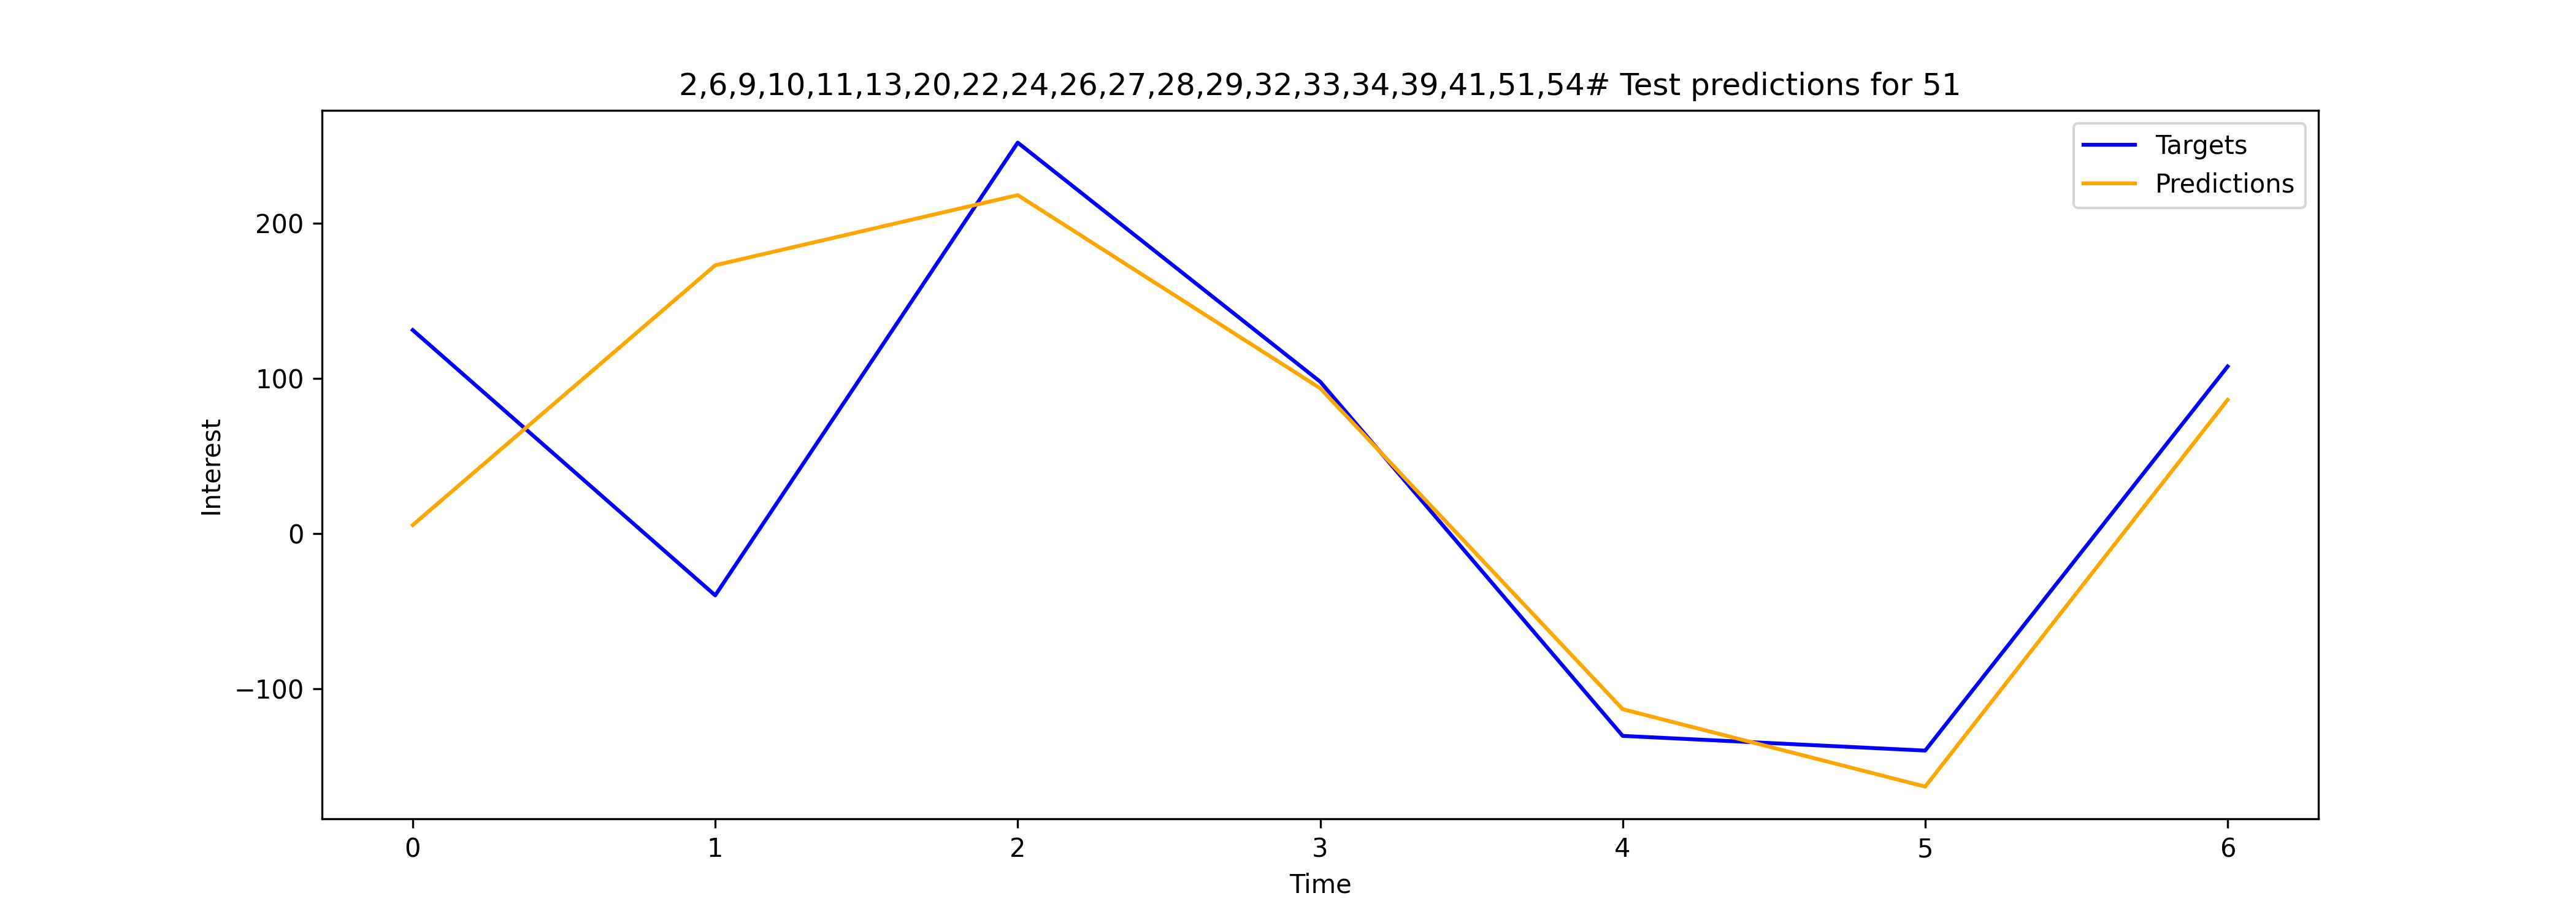 2,6,9,10,11,13,20,22,24,26,27,28,29,32,33,34,39,41,51,54# Test predictions for 51
Targets
Predictions
200
100
0
−100
Interest
0 1 2 3 4 5 6
Time